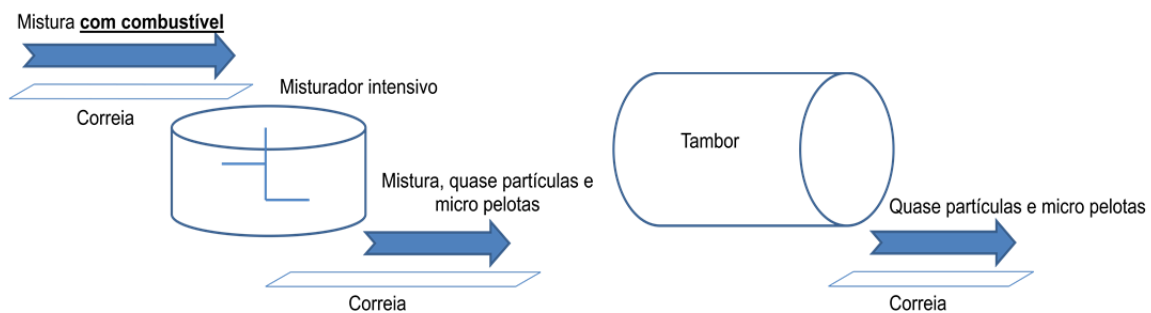 Mistura com combustível
Correia
Misturador intensivo
Mistura, quase partículas e
micro pelotas
Correia
Tambor
Quase partículas e micro pelotas
Correia